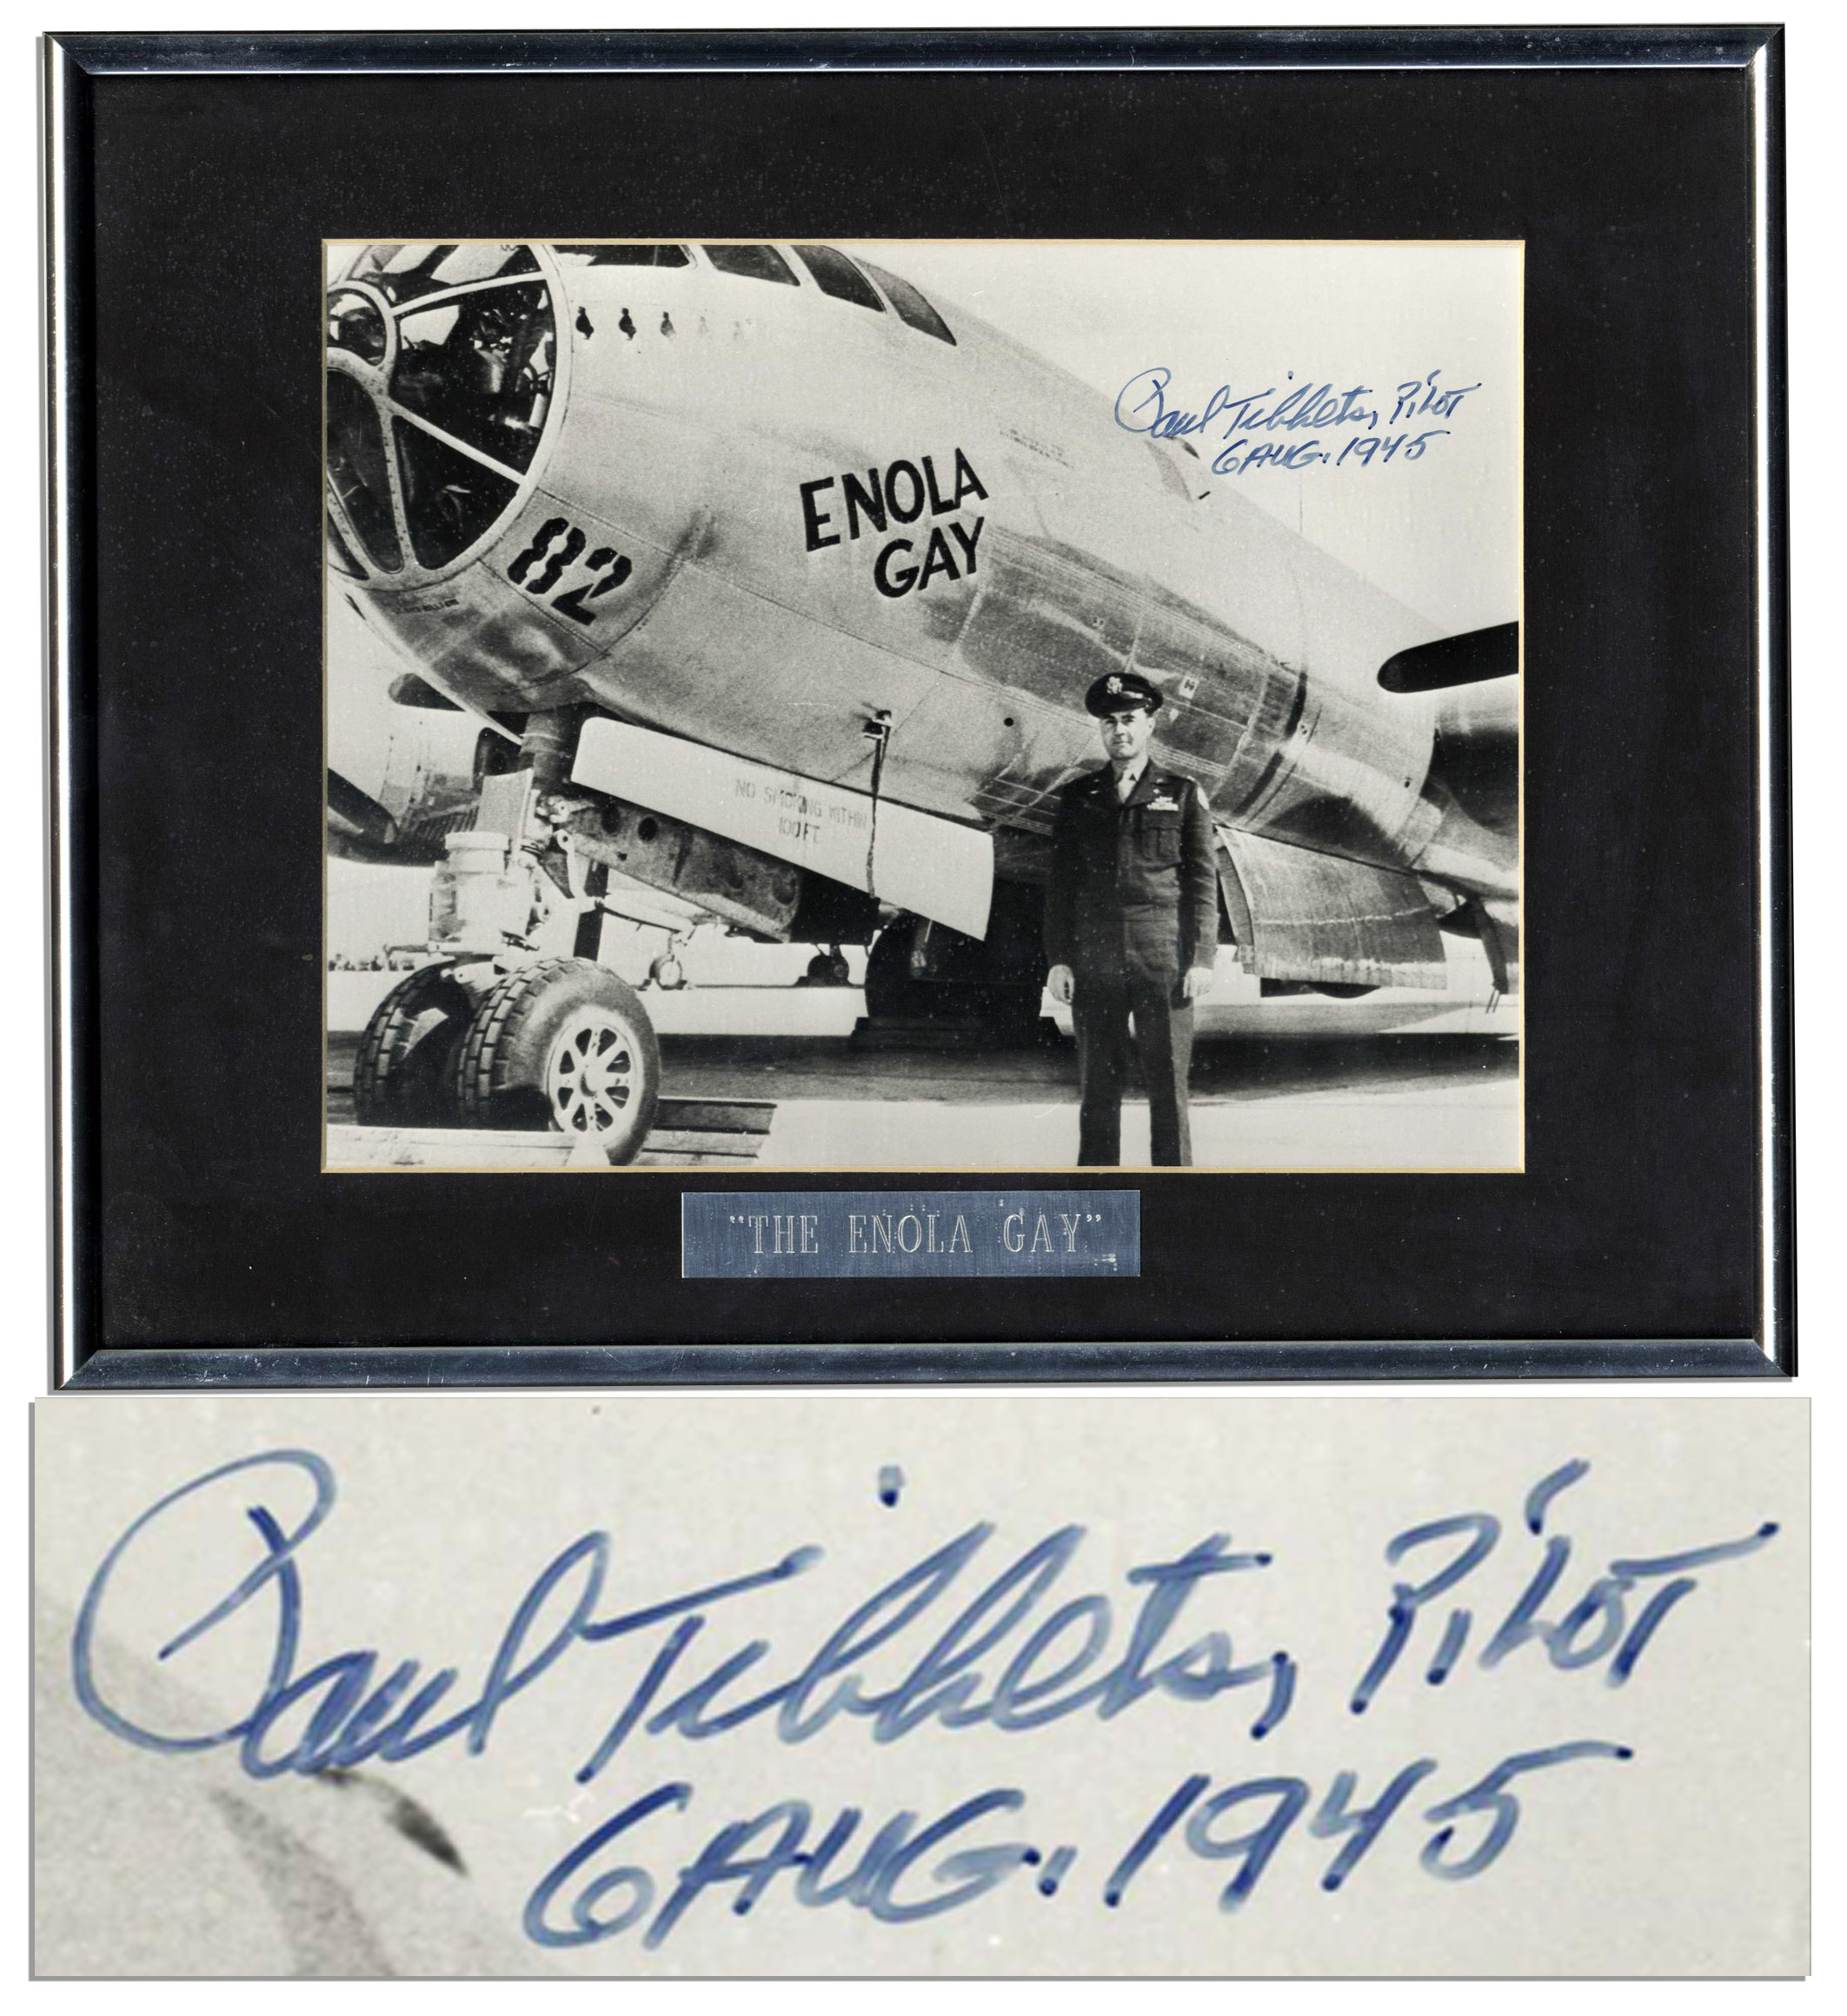 ENOLA
GAY
82
Paul Tibbets, PILOT
6 AUG. 1945
NO SMOKING WITHIN
100 FT
"THE ENOLA GAY"
Paul Tibbets, PILOT
6 AUG. 1945